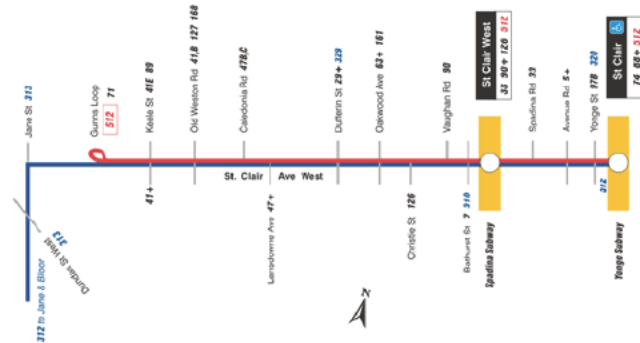 Jane St 313
Gunns Loop
512 71
Keele St 41E 89
Old Weston Rd 41,B 127 168
Caledonia Rd 47B,C
Dufferin St 29+ 329
Oakwood Ave 63+ 161
Vaughan Rd 90
St Clair West
33 90+ 126 512
Spadina Rd 33
Avenue Rd 5+
Yonge St 17B 320
St Clair
74 88+ 512
St. Clair Ave West
41+
Lansdowne Ave 47+
Christie St 126
Bathurst St 7 310
Spadina Subway
312
Yonge Subway
Dundas St West
313
312 to Jane & Bloor
N